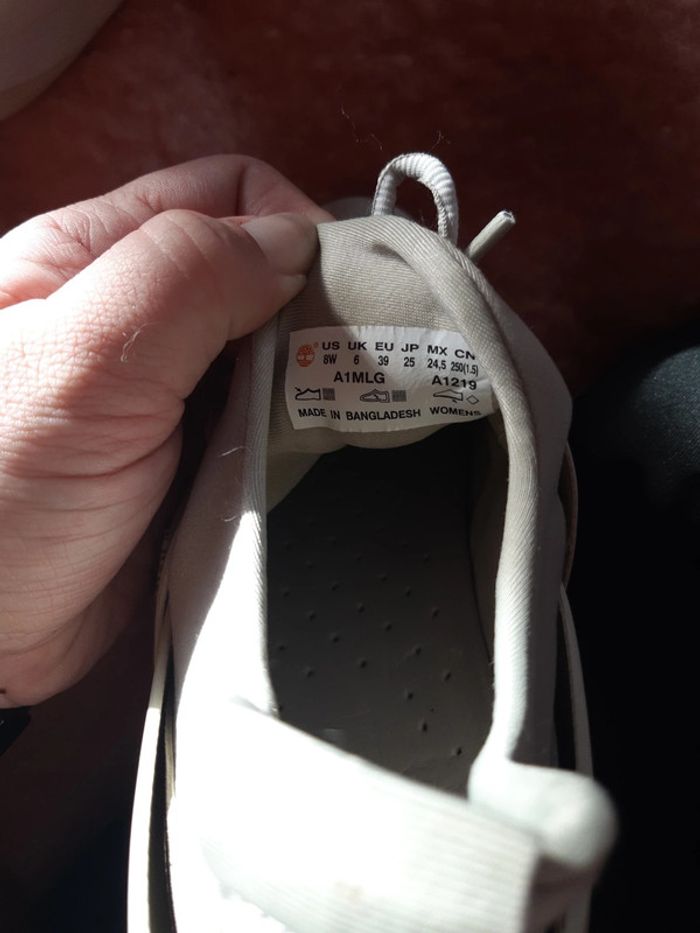 ® US UK EU JP MX CN
8W 6 39 25 24,5 250(1.5)
A1MLG A1219
MADE IN BANGLADESH WOMENS